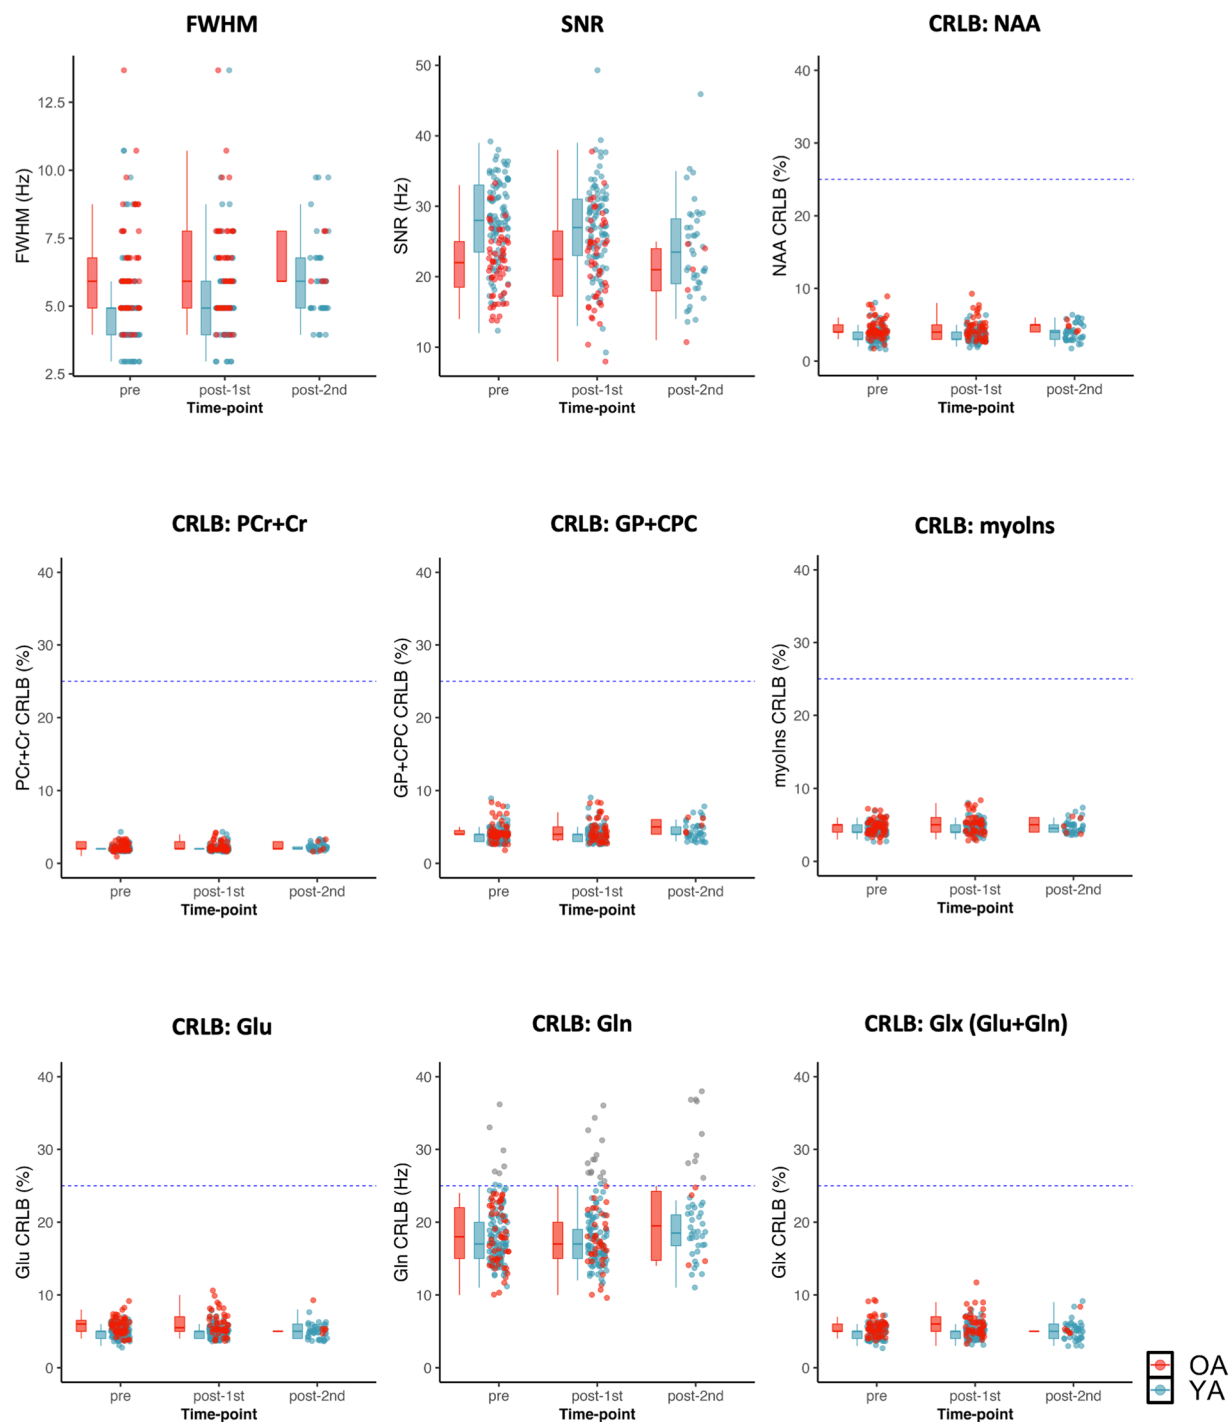 FWHM
SNR
CRLB: NAA
FWHM (Hz)
12.5
10.0
7.5
5.0
2.5
pre
post-1st
post-2nd
Time-point
SNR (Hz)
50
40
30
20
10
pre
post-1st
post-2nd
Time-point
NAA CRLB (%)
40
30
20
10
0
pre
post-1st
post-2nd
Time-point
CRLB: PCr+Cr
CRLB: GP+CPC
CRLB: myoIns
PCr+Cr CRLB (%)
40
30
20
10
0
pre
post-1st
post-2nd
Time-point
GP+CPC CRLB (%)
40
30
20
10
0
pre
post-1st
post-2nd
Time-point
myoIns CRLB (%)
40
30
20
10
0
pre
post-1st
post-2nd
Time-point
CRLB: Glu
CRLB: Gln
CRLB: Glx (Glu+Gln)
Glu CRLB (%)
40
30
20
10
0
pre
post-1st
post-2nd
Time-point
Gln CRLB (Hz)
40
30
20
10
0
pre
post-1st
post-2nd
Time-point
Glx CRLB (%)
40
30
20
10
0
pre
post-1st
post-2nd
Time-point
OA
YA